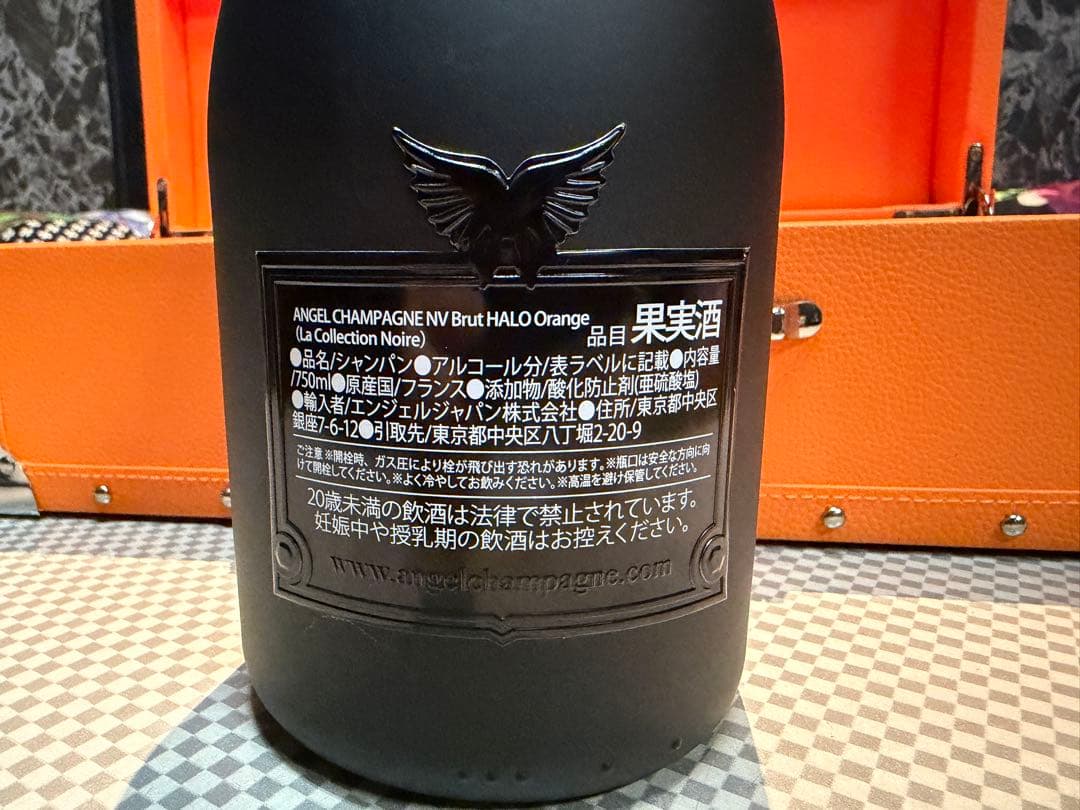 ANGEL CHAMPAGNE NV Brut HALO Orange
(La Collection Noire)
品目 果実酒
●品名/シャンパン●アルコール分/表ラベルに記載●内容量
/750ml●原産国/フランス●添加物/酸化防止剤(亜硫酸塩)
●輸入者/エンジェルジャパン株式会社●住所/東京都中央区
銀座7-6-12●引取先/東京都中央区八丁堀2-20-9
ご注意 ※開栓時、ガス圧により栓が飛び出す恐れがあります。※瓶口は安全な方向に向
けて開栓してください。※よく冷やしてお飲みください。※高温を避け保管してください。
20歳未満の飲酒は法律で禁止されています。
妊娠中や授乳期の飲酒はお控えください。
www.angelchampagne.com